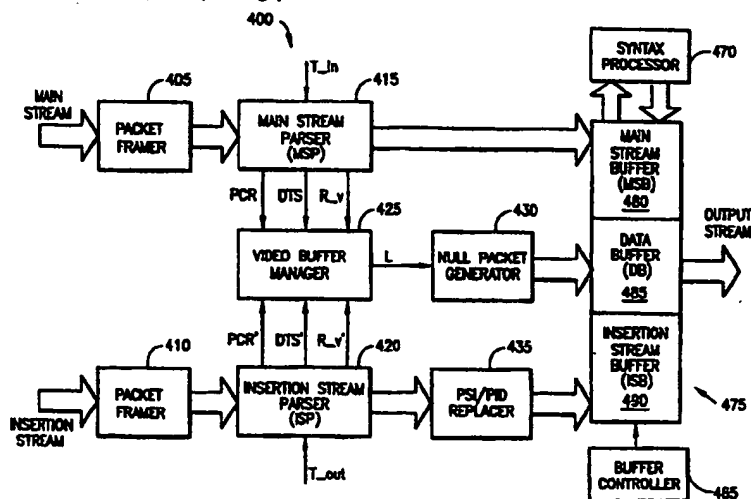 400
T_in
405
415
SYNTAX
PROCESSOR
470
MAIN
STREAM
PACKET
FRAMER
MAIN STREAM
PARSER
(MSP)
MAIN
STREAM
BUFFER
(MSB)
480
PCR
DTS
R_v
425
430
VIDEO BUFFER
MANAGER
L
NULL PACKET
GENERATOR
DATA
BUFFER
(DB)
485
OUTPUT
STREAM
PCR'
DTS'
R_v'
410
420
435
PACKET
FRAMER
INSERTION STREAM
PARSER
(ISP)
PSI/PID
REPLACER
INSERTION
STREAM
BUFFER
(ISB)
490
475
INSERTION
STREAM
T_out
BUFFER
CONTROLLER
465